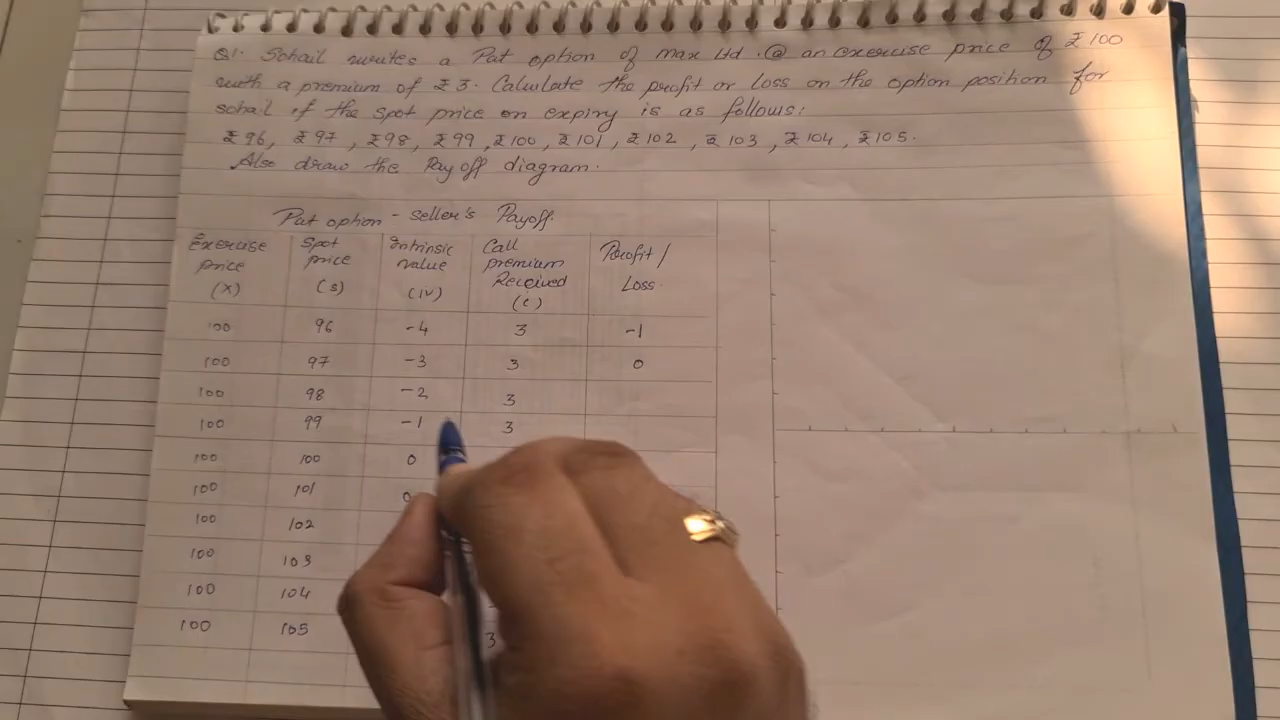 Q1. Sohail writes a Pat option of Max Ltd. @ an exercise price of ₹100
with a premium of ₹3. Calculate the profit or Loss on the option position for
sohail if the spot price on expiry is as follows:
₹96, ₹97, ₹98, ₹99, ₹100, ₹101, ₹102, ₹103, ₹104, ₹105.
Also draw the Pay off diagram.
Pat option - seller's Payoff.
Exercise price (X) Spot price (S) Intrinsic value (IV) Call premium Received (C) Profit / Loss.
100 96 -4 3 -1
100 97 -3 3 0
100 98 -2 3
100 99 -1 3
100 100 0
100 101 0
100 102
100 103
100 104
100 105 3